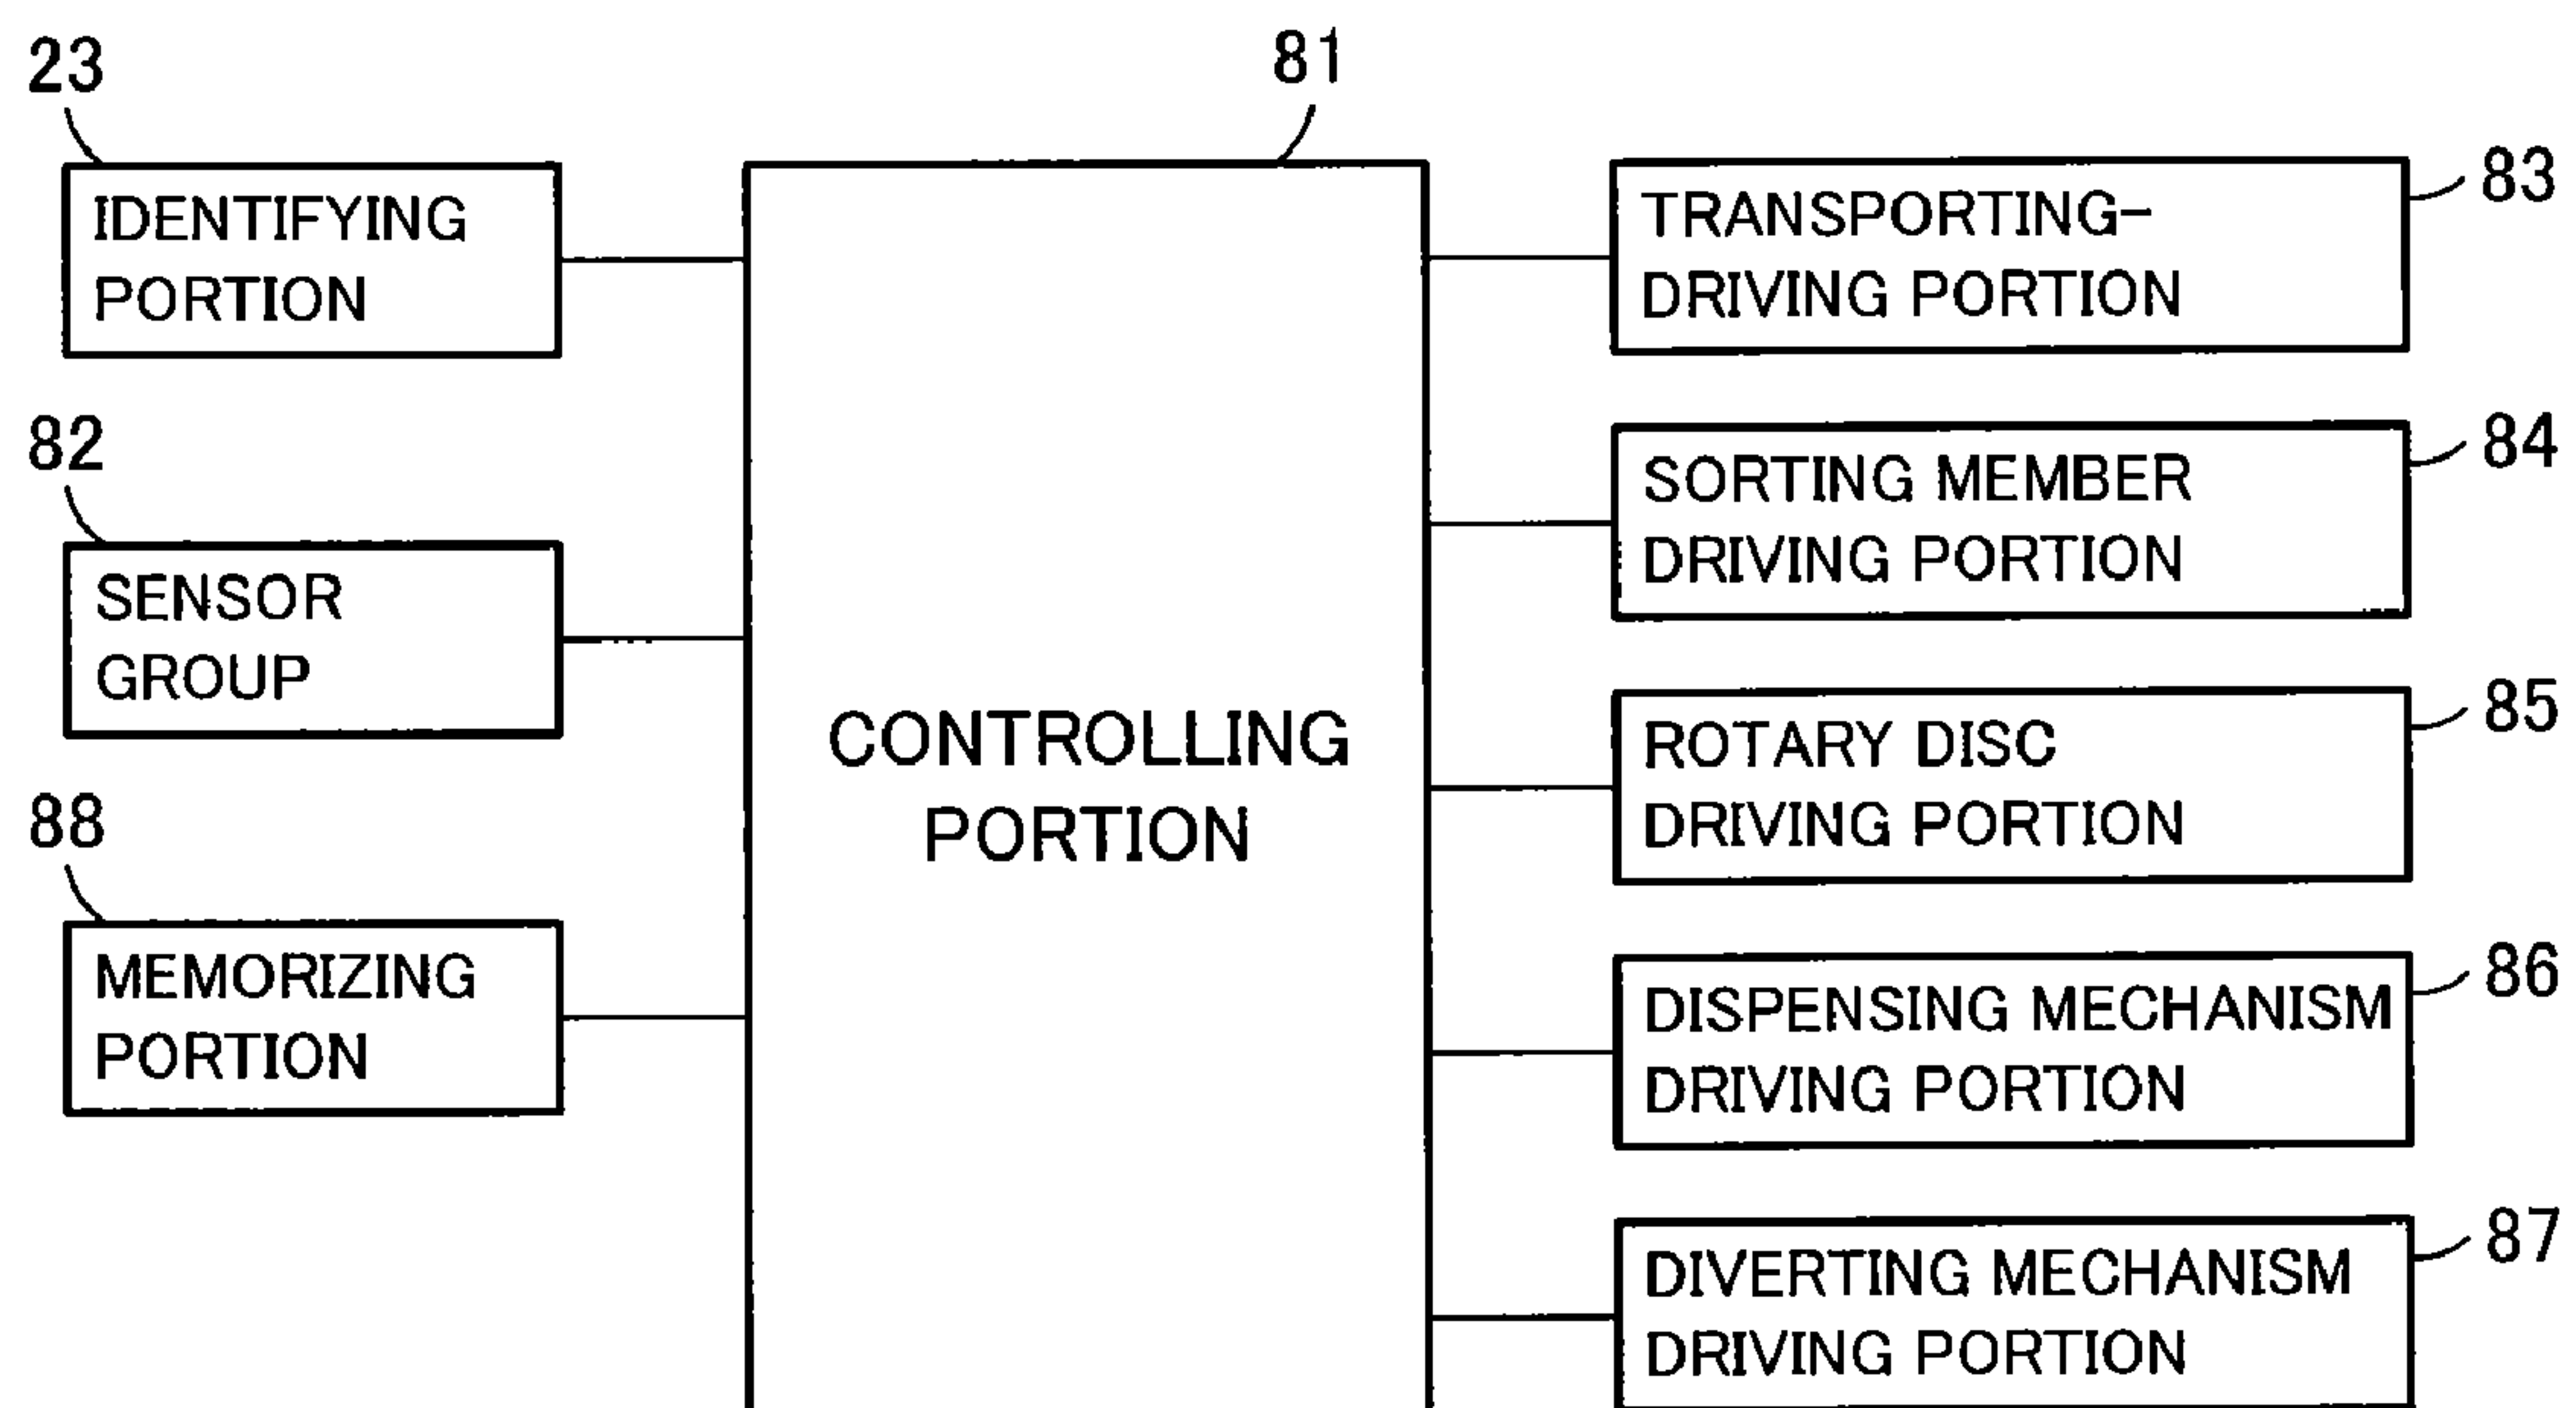 23
IDENTIFYING
PORTION
82
SENSOR
GROUP
88
MEMORIZING
PORTION
81
CONTROLLING
PORTION
83
TRANSPORTING-
DRIVING PORTION
84
SORTING MEMBER
DRIVING PORTION
85
ROTARY DISC
DRIVING PORTION
86
DISPENSING MECHANISM
DRIVING PORTION
87
DIVERTING MECHANISM
DRIVING PORTION